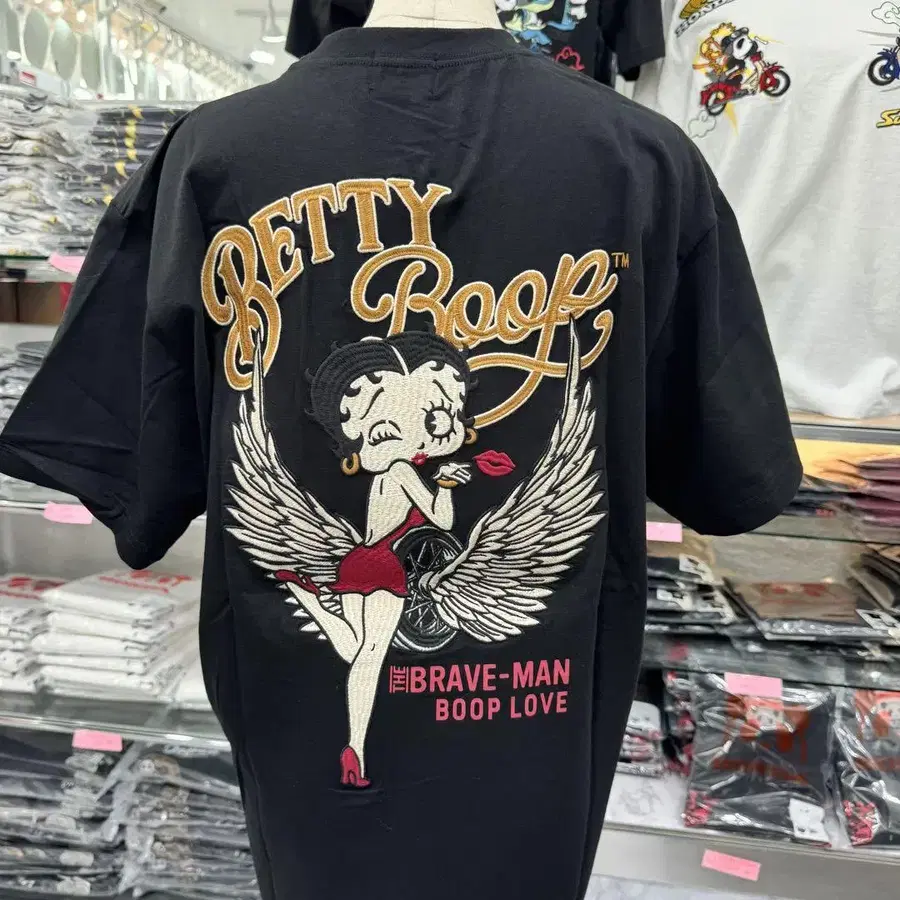 BETTY
Boop™
THE BRAVE-MAN
BOOP LOVE